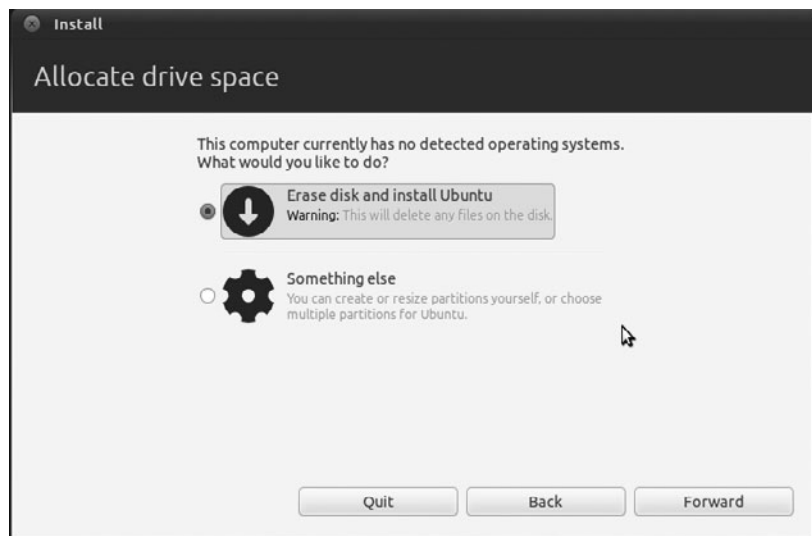 Install
Allocate drive space
This computer currently has no detected operating systems.
What would you like to do?
Erase disk and install Ubuntu
Warning: This will delete any files on the disk.
Something else
You can create or resize partitions yourself, or choose
multiple partitions for Ubuntu.
Quit
Back
Forward